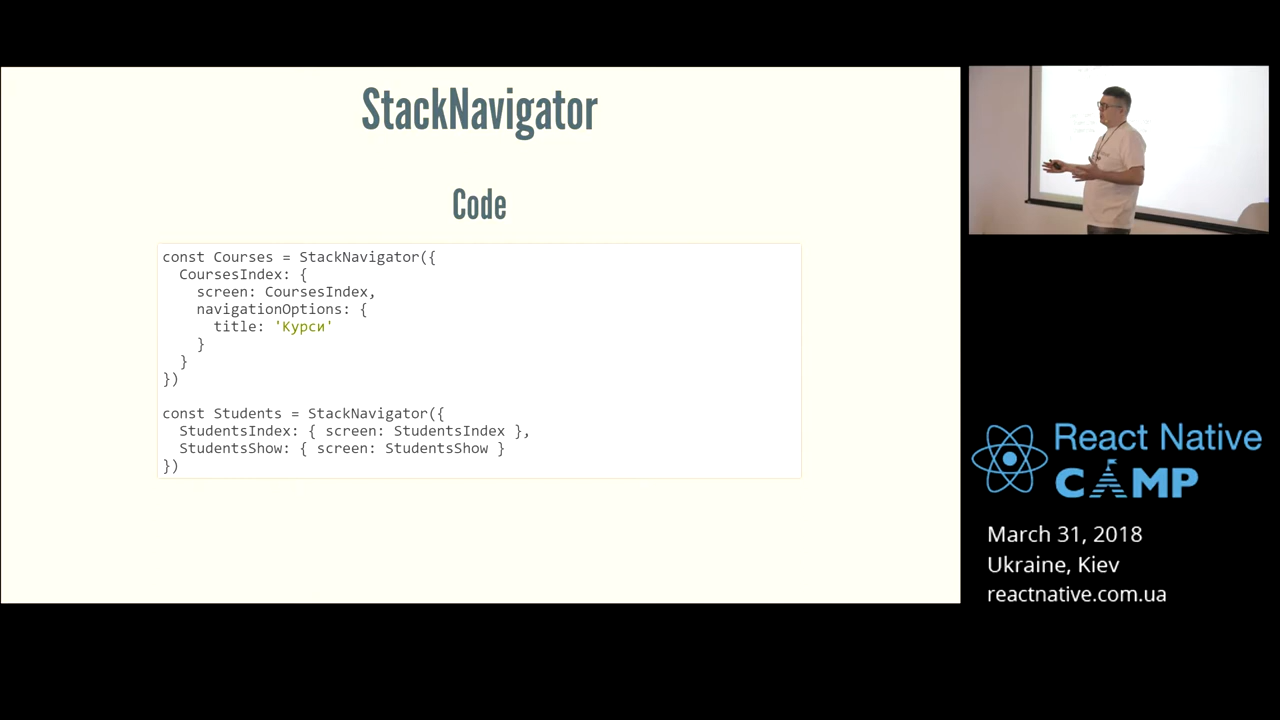 StackNavigator
Code
const Courses = StackNavigator({
  CoursesIndex: {
    screen: CoursesIndex,
    navigationOptions: {
      title: 'Курси'
    }
  }
})

const Students = StackNavigator({
  StudentsIndex: { screen: StudentsIndex },
  StudentsShow: { screen: StudentsShow }
})
React Native
CAMP
March 31, 2018
Ukraine, Kiev
reactnative.com.ua